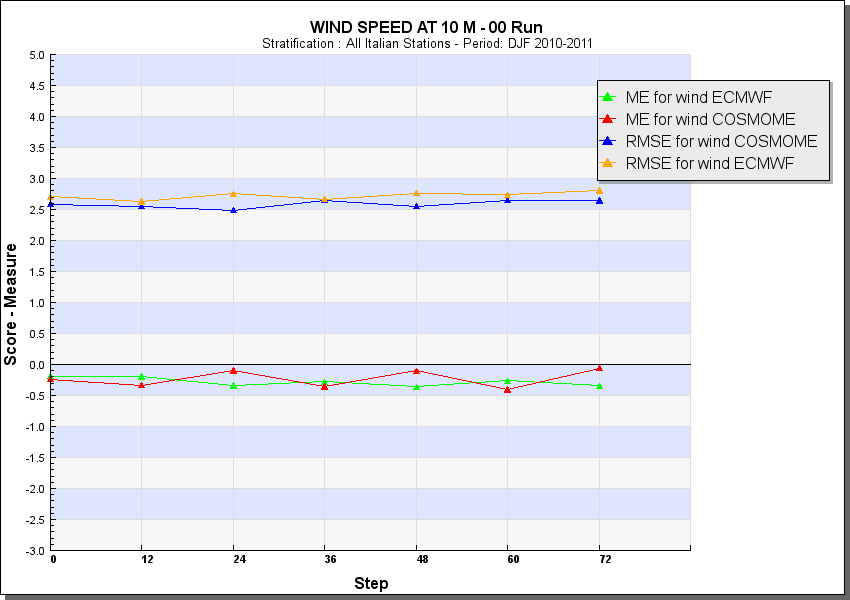 WIND SPEED AT 10 M - 00 Run
Stratification : All Italian Stations - Period: DJF 2010-2011
ME for wind ECMWF
ME for wind COSMOME
RMSE for wind COSMOME
RMSE for wind ECMWF
Score - Measure
5.0
4.5
4.0
3.5
3.0
2.5
2.0
1.5
1.0
0.5
0.0
-0.5
-1.0
-1.5
-2.0
-2.5
-3.0
0 12 24 36 48 60 72
Step